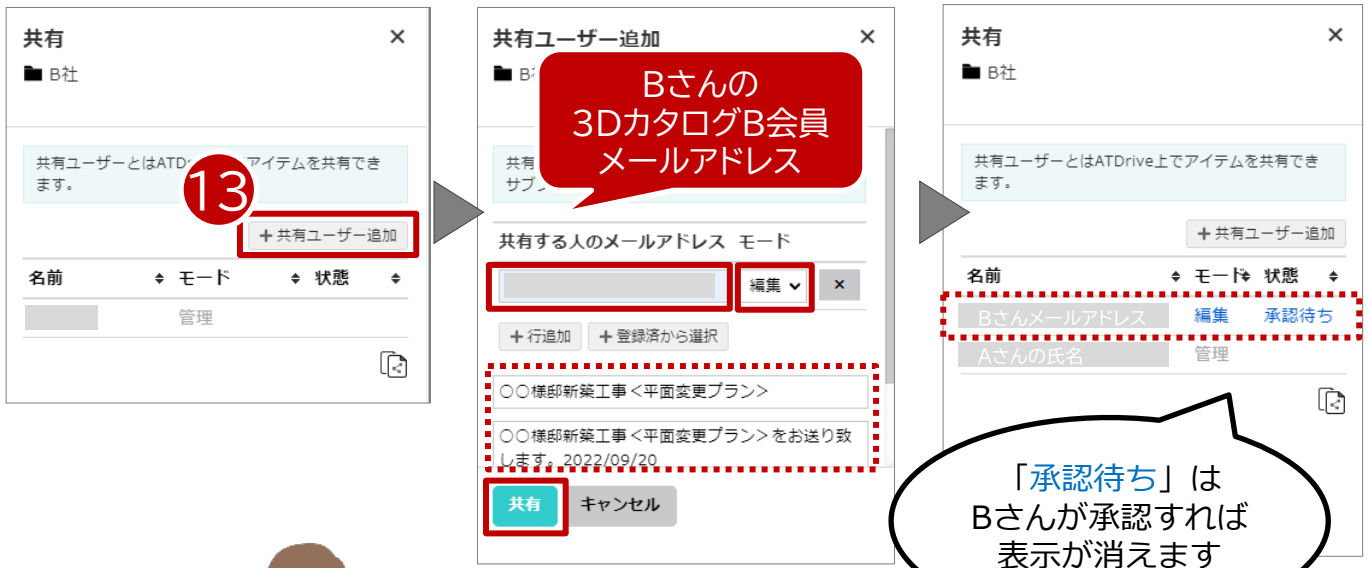 共有 ×
B社
共有ユーザーとはATD アイテムを共有でき
ます。
13
+共有ユーザー追加
名前 モード 状態
管理
共有ユーザー追加 ×
B
Bさんの
3DカタログB会員
メールアドレス
共有
サブ
共有する人のメールアドレス モード
編集 ×
+行追加 +登録済から選択
〇〇様邸新築工事<平面変更プラン>
〇〇様邸新築工事<平面変更プラン>をお送り致
します。2022/09/20
共有 キャンセル
共有 ×
B社
共有ユーザーとはATDrive上でアイテムを共有でき
ます。
+共有ユーザー追加
名前 モード 状態
Bさんメールアドレス 編集 承認待ち
Aさんの氏名 管理
「承認待ち」は
Bさんが承認すれば
表示が消えます